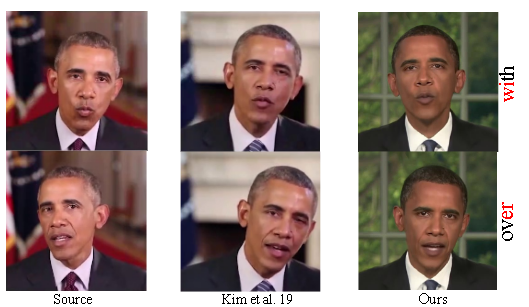 with
over
Source
Kim et al. 19
Ours